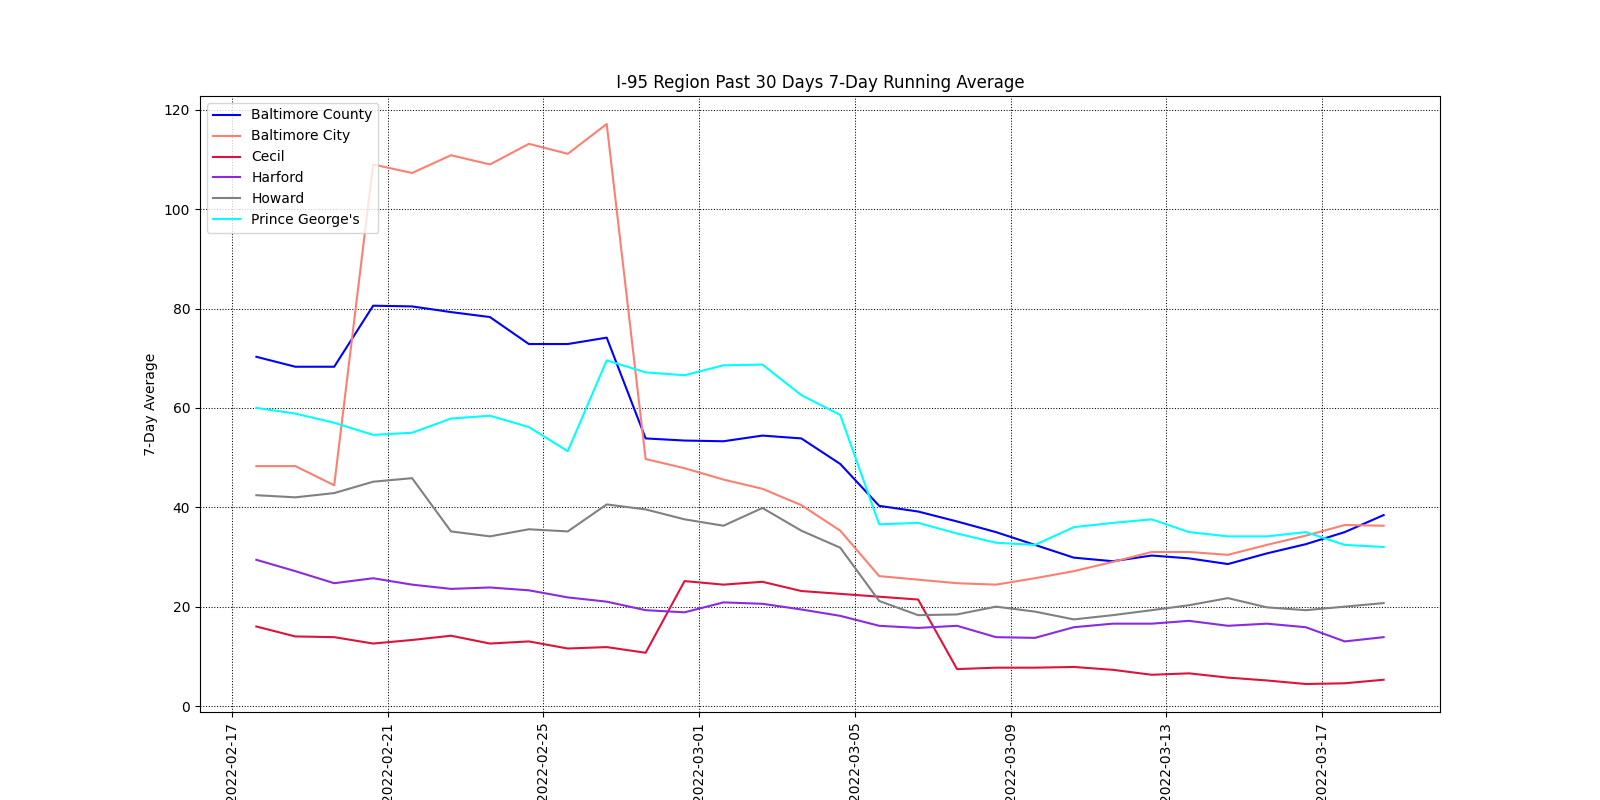 I-95 Region Past 30 Days 7-Day Running Average
Baltimore County
Baltimore City
Cecil
Harford
Howard
Prince George's
7-Day Average
120
100
80
60
40
20
0
2022-02-17
2022-02-21
2022-02-25
2022-03-01
2022-03-05
2022-03-09
2022-03-13
2022-03-17